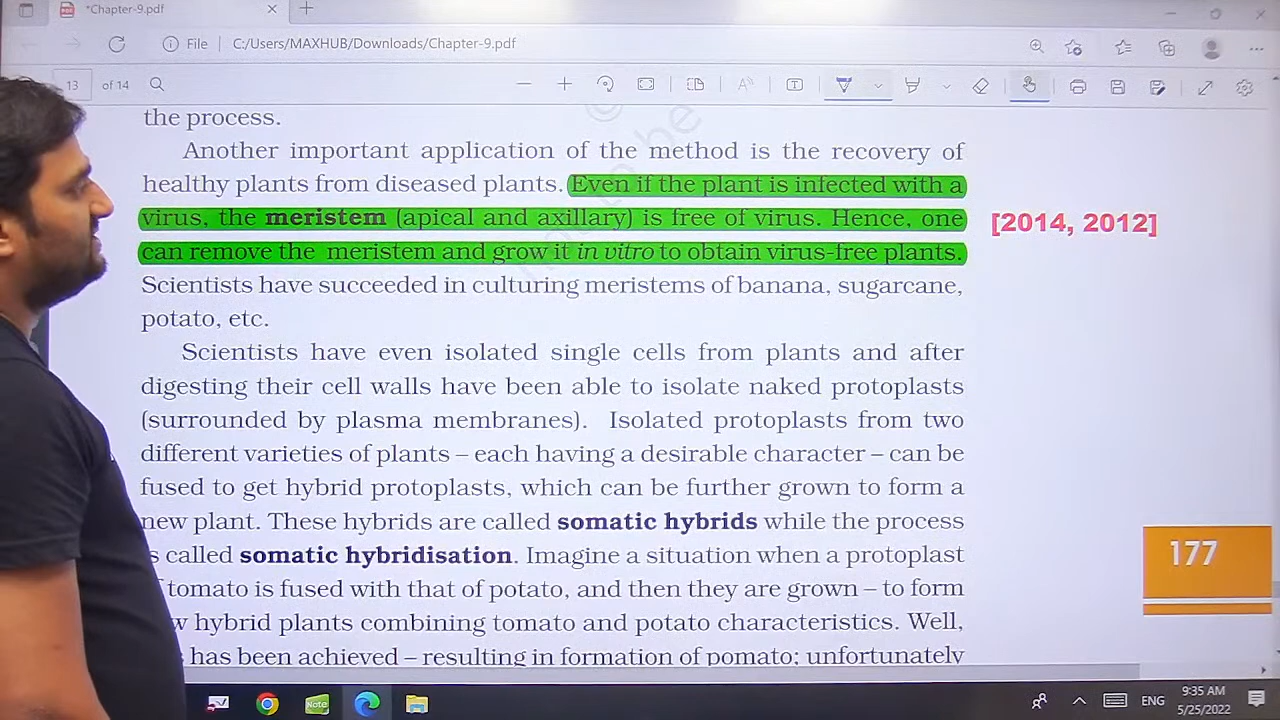 *Chapter-9.pdf
File
C:/Users/MAXHUB/Downloads/Chapter-9.pdf
13 of 14
the process.
Another important application of the method is the recovery of
healthy plants from diseased plants. Even if the plant is infected with a
virus, the meristem (apical and axillary) is free of virus. Hence, one
[2014, 2012]
can remove the meristem and grow it in vitro to obtain virus-free plants.
Scientists have succeeded in culturing meristems of banana, sugarcane,
potato, etc.
Scientists have even isolated single cells from plants and after
digesting their cell walls have been able to isolate naked protoplasts
(surrounded by plasma membranes). Isolated protoplasts from two
different varieties of plants – each having a desirable character – can be
fused to get hybrid protoplasts, which can be further grown to form a
new plant. These hybrids are called somatic hybrids while the process
called somatic hybridisation. Imagine a situation when a protoplast
tomato is fused with that of potato, and then they are grown – to form
hybrid plants combining tomato and potato characteristics. Well,
has been achieved – resulting in formation of pomato; unfortunately
177
Note
ENG
9:35 AM
5/25/2022